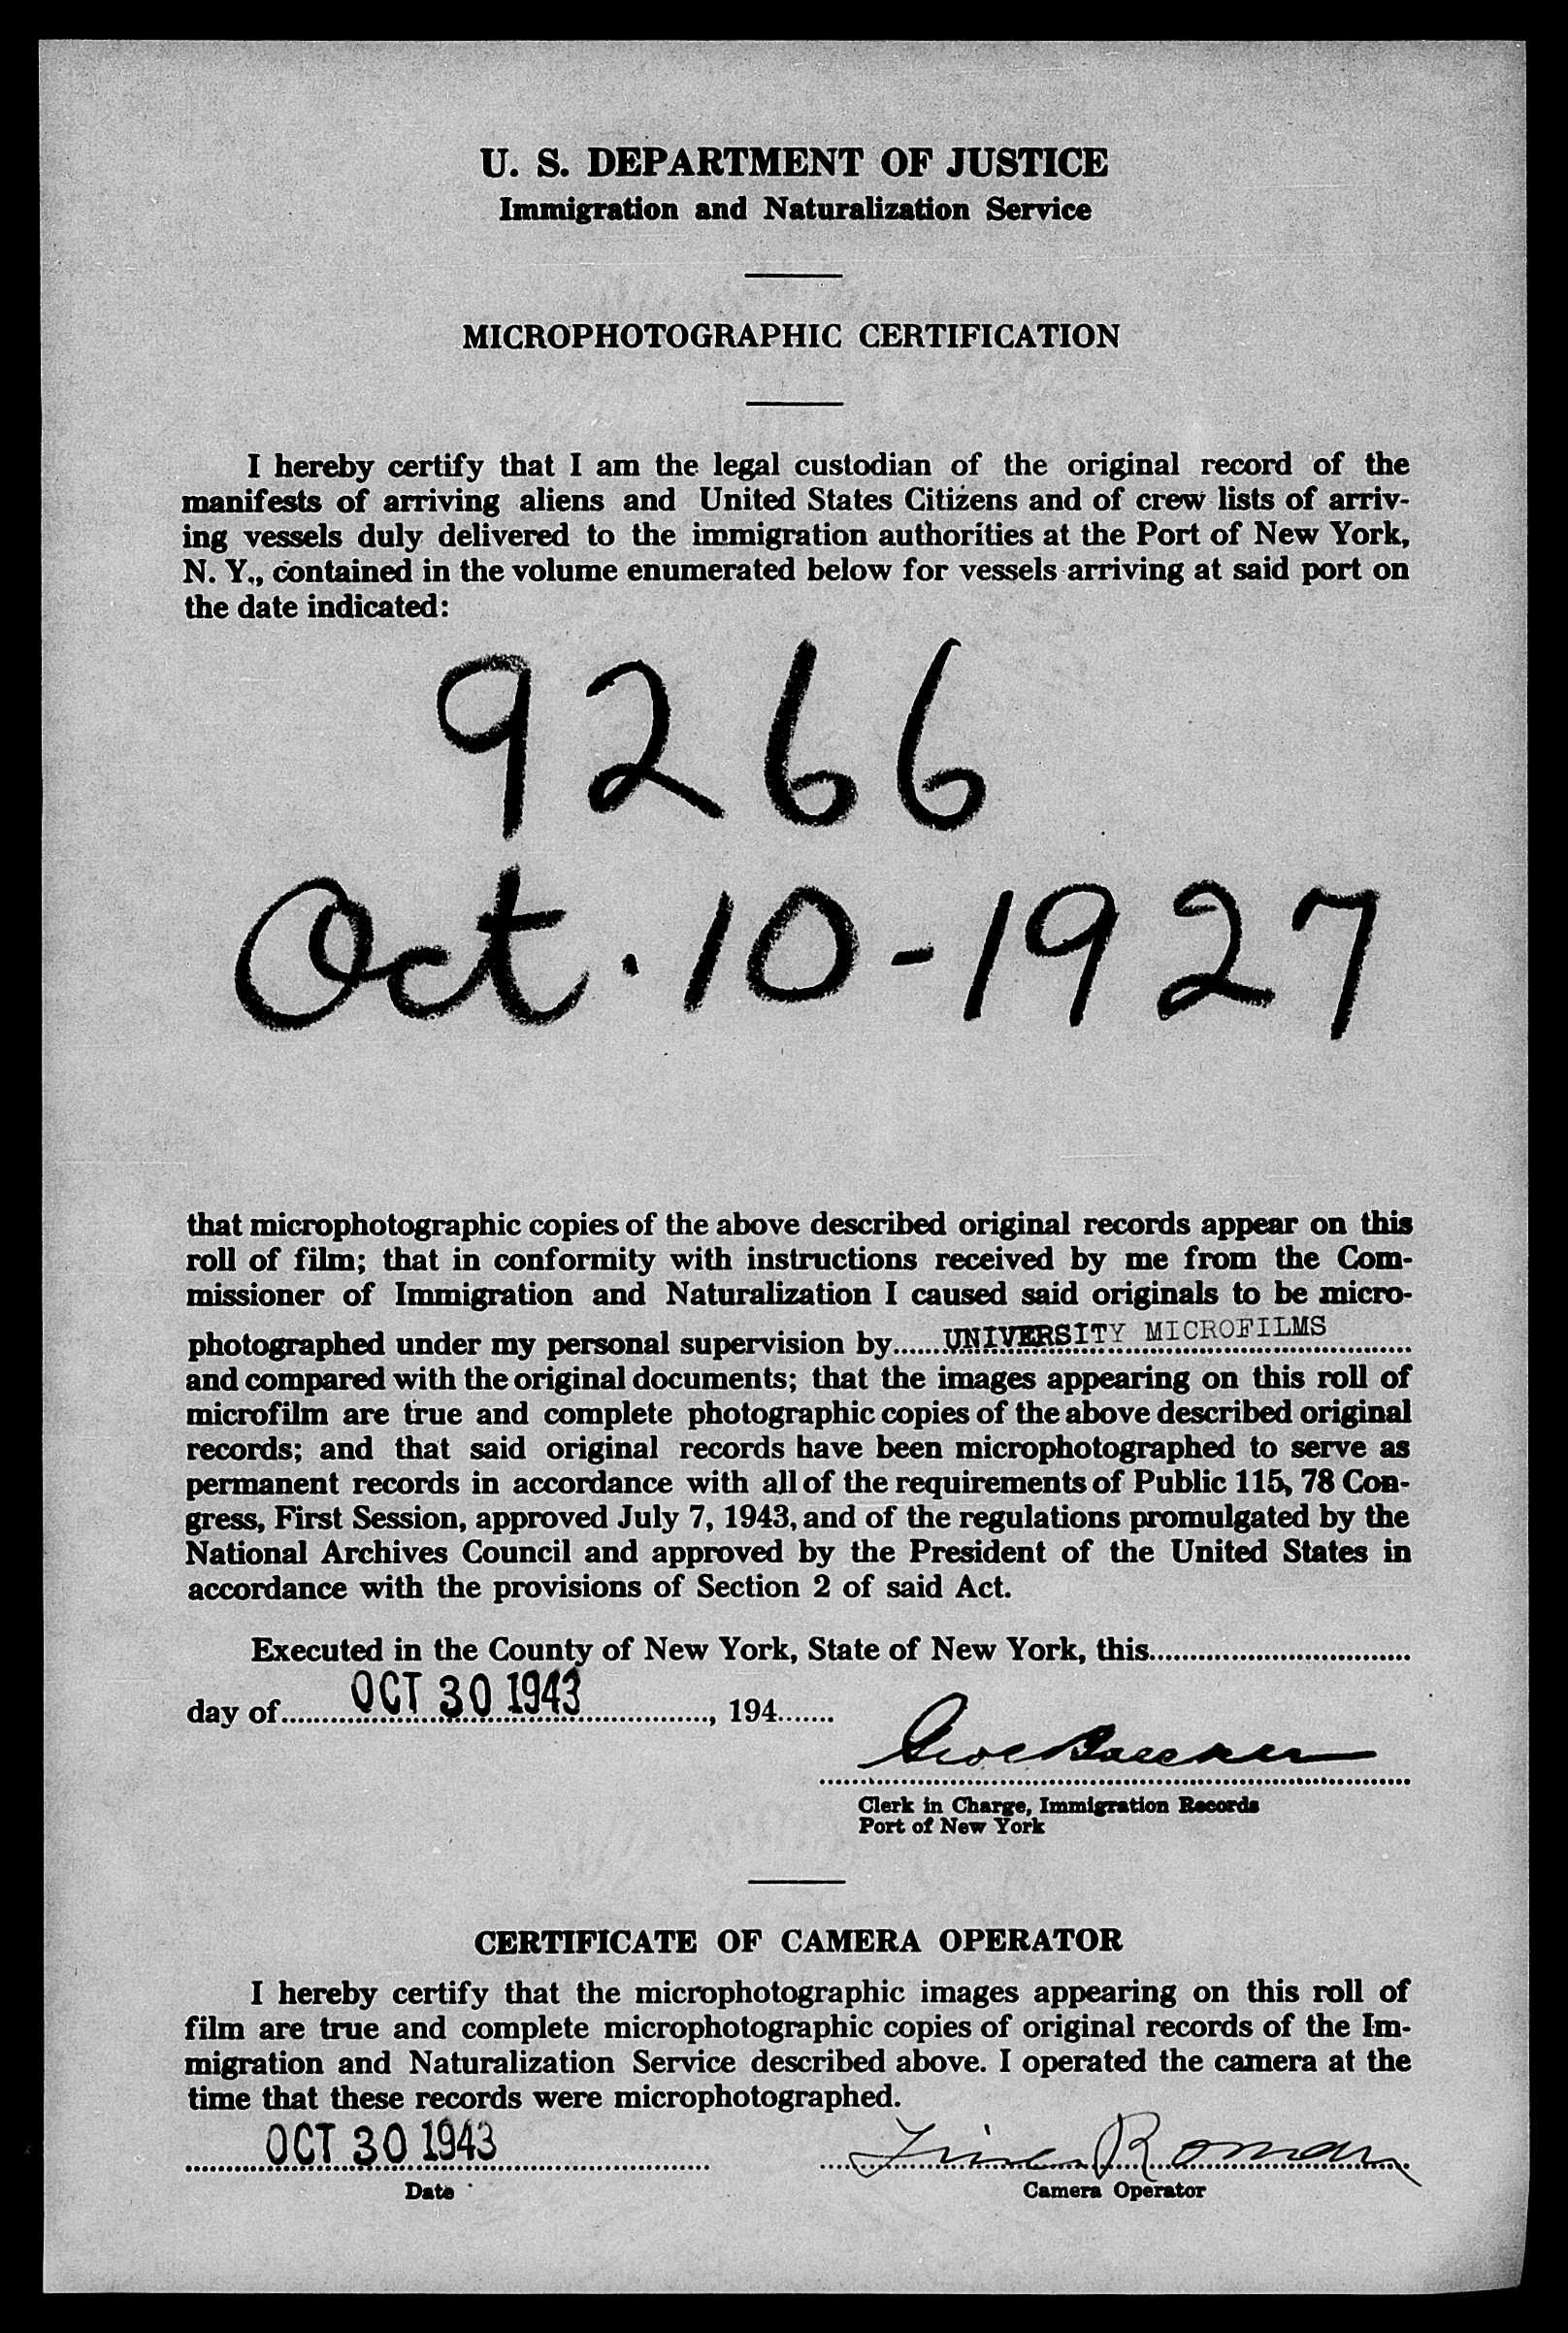 U. S. DEPARTMENT OF JUSTICE
Immigration and Naturalization Service
MICROPHOTOGRAPHIC CERTIFICATION
I hereby certify that I am the legal custodian of the original record of the
manifests of arriving aliens and United States Citizens and of crew lists of arriv-
ing vessels duly delivered to the immigration authorities at the Port of New York,
N. Y., contained in the volume enumerated below for vessels arriving at said port on
the date indicated:
9266
Oct. 10-1927
that microphotographic copies of the above described original records appear on this
roll of film; that in conformity with instructions received by me from the Com-
missioner of Immigration and Naturalization I caused said originals to be micro-
photographed under my personal supervision by......UNIVERSITY MICROFILMS
and compared with the original documents; that the images appearing on this roll of
microfilm are true and complete photographic copies of the above described original
records; and that said original records have been microphotographed to serve as
permanent records in accordance with all of the requirements of Public 115, 78 Con-
gress, First Session, approved July 7, 1943, and of the regulations promulgated by the
National Archives Council and approved by the President of the United States in
accordance with the provisions of Section 2 of said Act.
Executed in the County of New York, State of New York, this................................
day of......OCT 30 1943..............., 194.......
Clerk in Charge, Immigration Records
Port of New York
CERTIFICATE OF CAMERA OPERATOR
I hereby certify that the microphotographic images appearing on this roll of
film are true and complete microphotographic copies of original records of the Im-
migration and Naturalization Service described above. I operated the camera at the
time that these records were microphotographed.
OCT 30 1943 Roman
Date Camera Operator